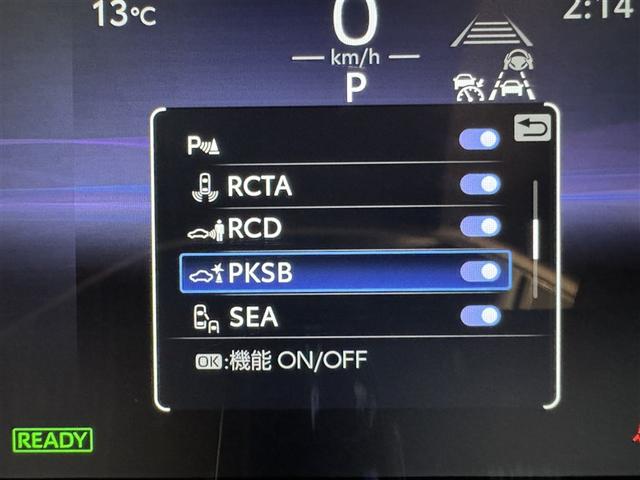 13°C
0
2:14
km/h
P
P
RCTA
RCD
PKSB
SEA
OK:機能 ON/OFF
READY